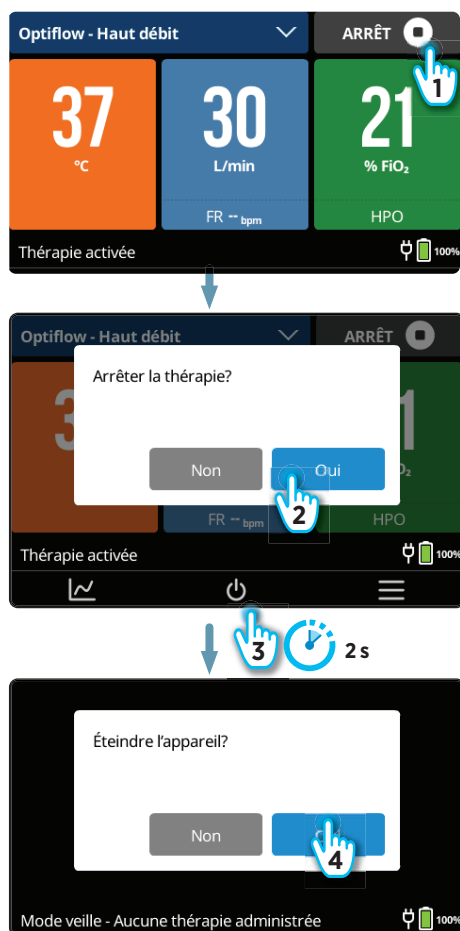 Optiflow - Haut débit ARRÊT
1
37 30 21
°C L/min % FiO₂
FR -- bpm HPO
Thérapie activée 100%
Optiflow - Haut débit ARRÊT
Arrêter la thérapie?
Non Oui
2
FR -- bpm HPO
Thérapie activée 100%
3 2 s
Éteindre l’appareil?
Non
4
Mode veille - Aucune thérapie administrée 100%